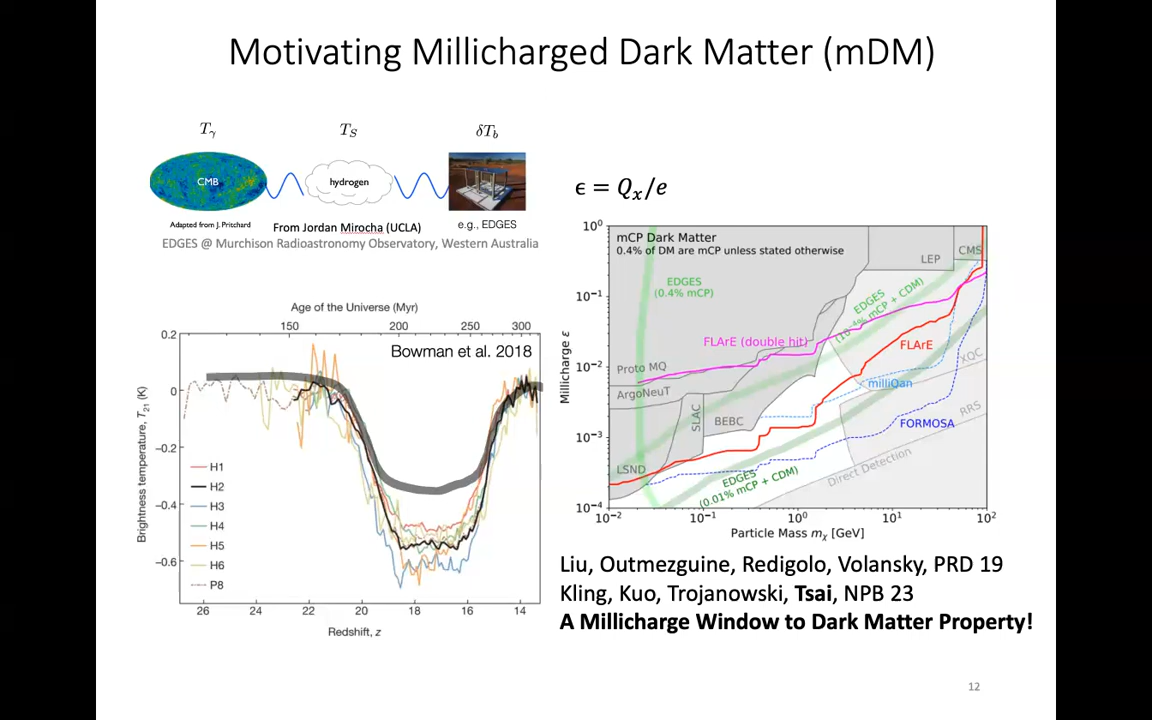 Motivating Millicharged Dark Matter (mDM)
Tγ
TS
δTb
CMB
hydrogen
Adapted from J. Pritchard
From Jordan Mirocha (UCLA)
e.g., EDGES
EDGES @ Murchison Radioastronomy Observatory, Western Australia
Age of the Universe (Myr)
150 200 250 300
Bowman et al. 2018
Brightness temperature, T21 (K)
0.2
0
−0.2
−0.4
−0.6
H1
H2
H3
H4
H5
H6
P8
26 24 22 20 18 16 14
Redshift, z
ϵ = Qx/e
mCP Dark Matter
0.4% of DM are mCP unless stated otherwise
LEP
CMS
EDGES
(0.4% mCP)
EDGES
(10⁻⁴% mCP + CDM)
FLArE (double hit)
FLArE
Proto MQ
ArgoNeuT
milliQan
XQC
SLAC
BEBC
FORMOSA
RRS
LSND
EDGES
(0.01% mCP + CDM)
Direct Detection
Millicharge ε
10⁰
10⁻¹
10⁻²
10⁻³
10⁻⁴
10⁻² 10⁻¹ 10⁰ 10¹ 10²
Particle Mass mχ [GeV]
Liu, Outmezguine, Redigolo, Volansky, PRD 19
Kling, Kuo, Trojanowski, Tsai, NPB 23
A Millicharge Window to Dark Matter Property!
12